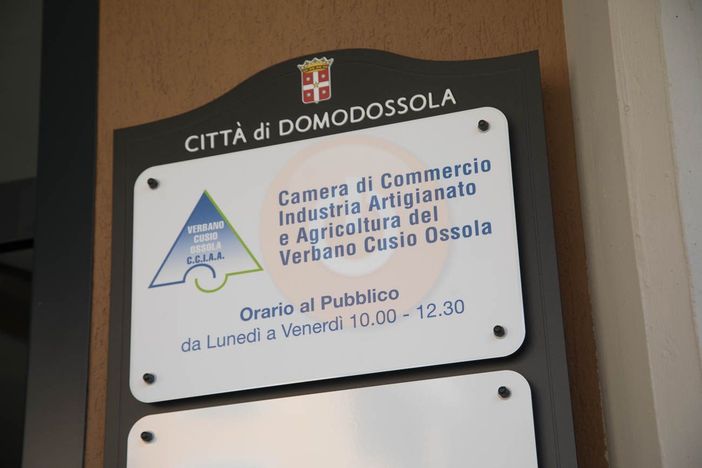 CITTÀ di DOMODOSSOLA
VERBANO
CUSIO
OSSOLA
C.C.I.A.A.
Camera di Commercio
Industria Artigianato
e Agricoltura del
Verbano Cusio Ossola
Orario al Pubblico
da Lunedì a Venerdì 10.00 - 12.30